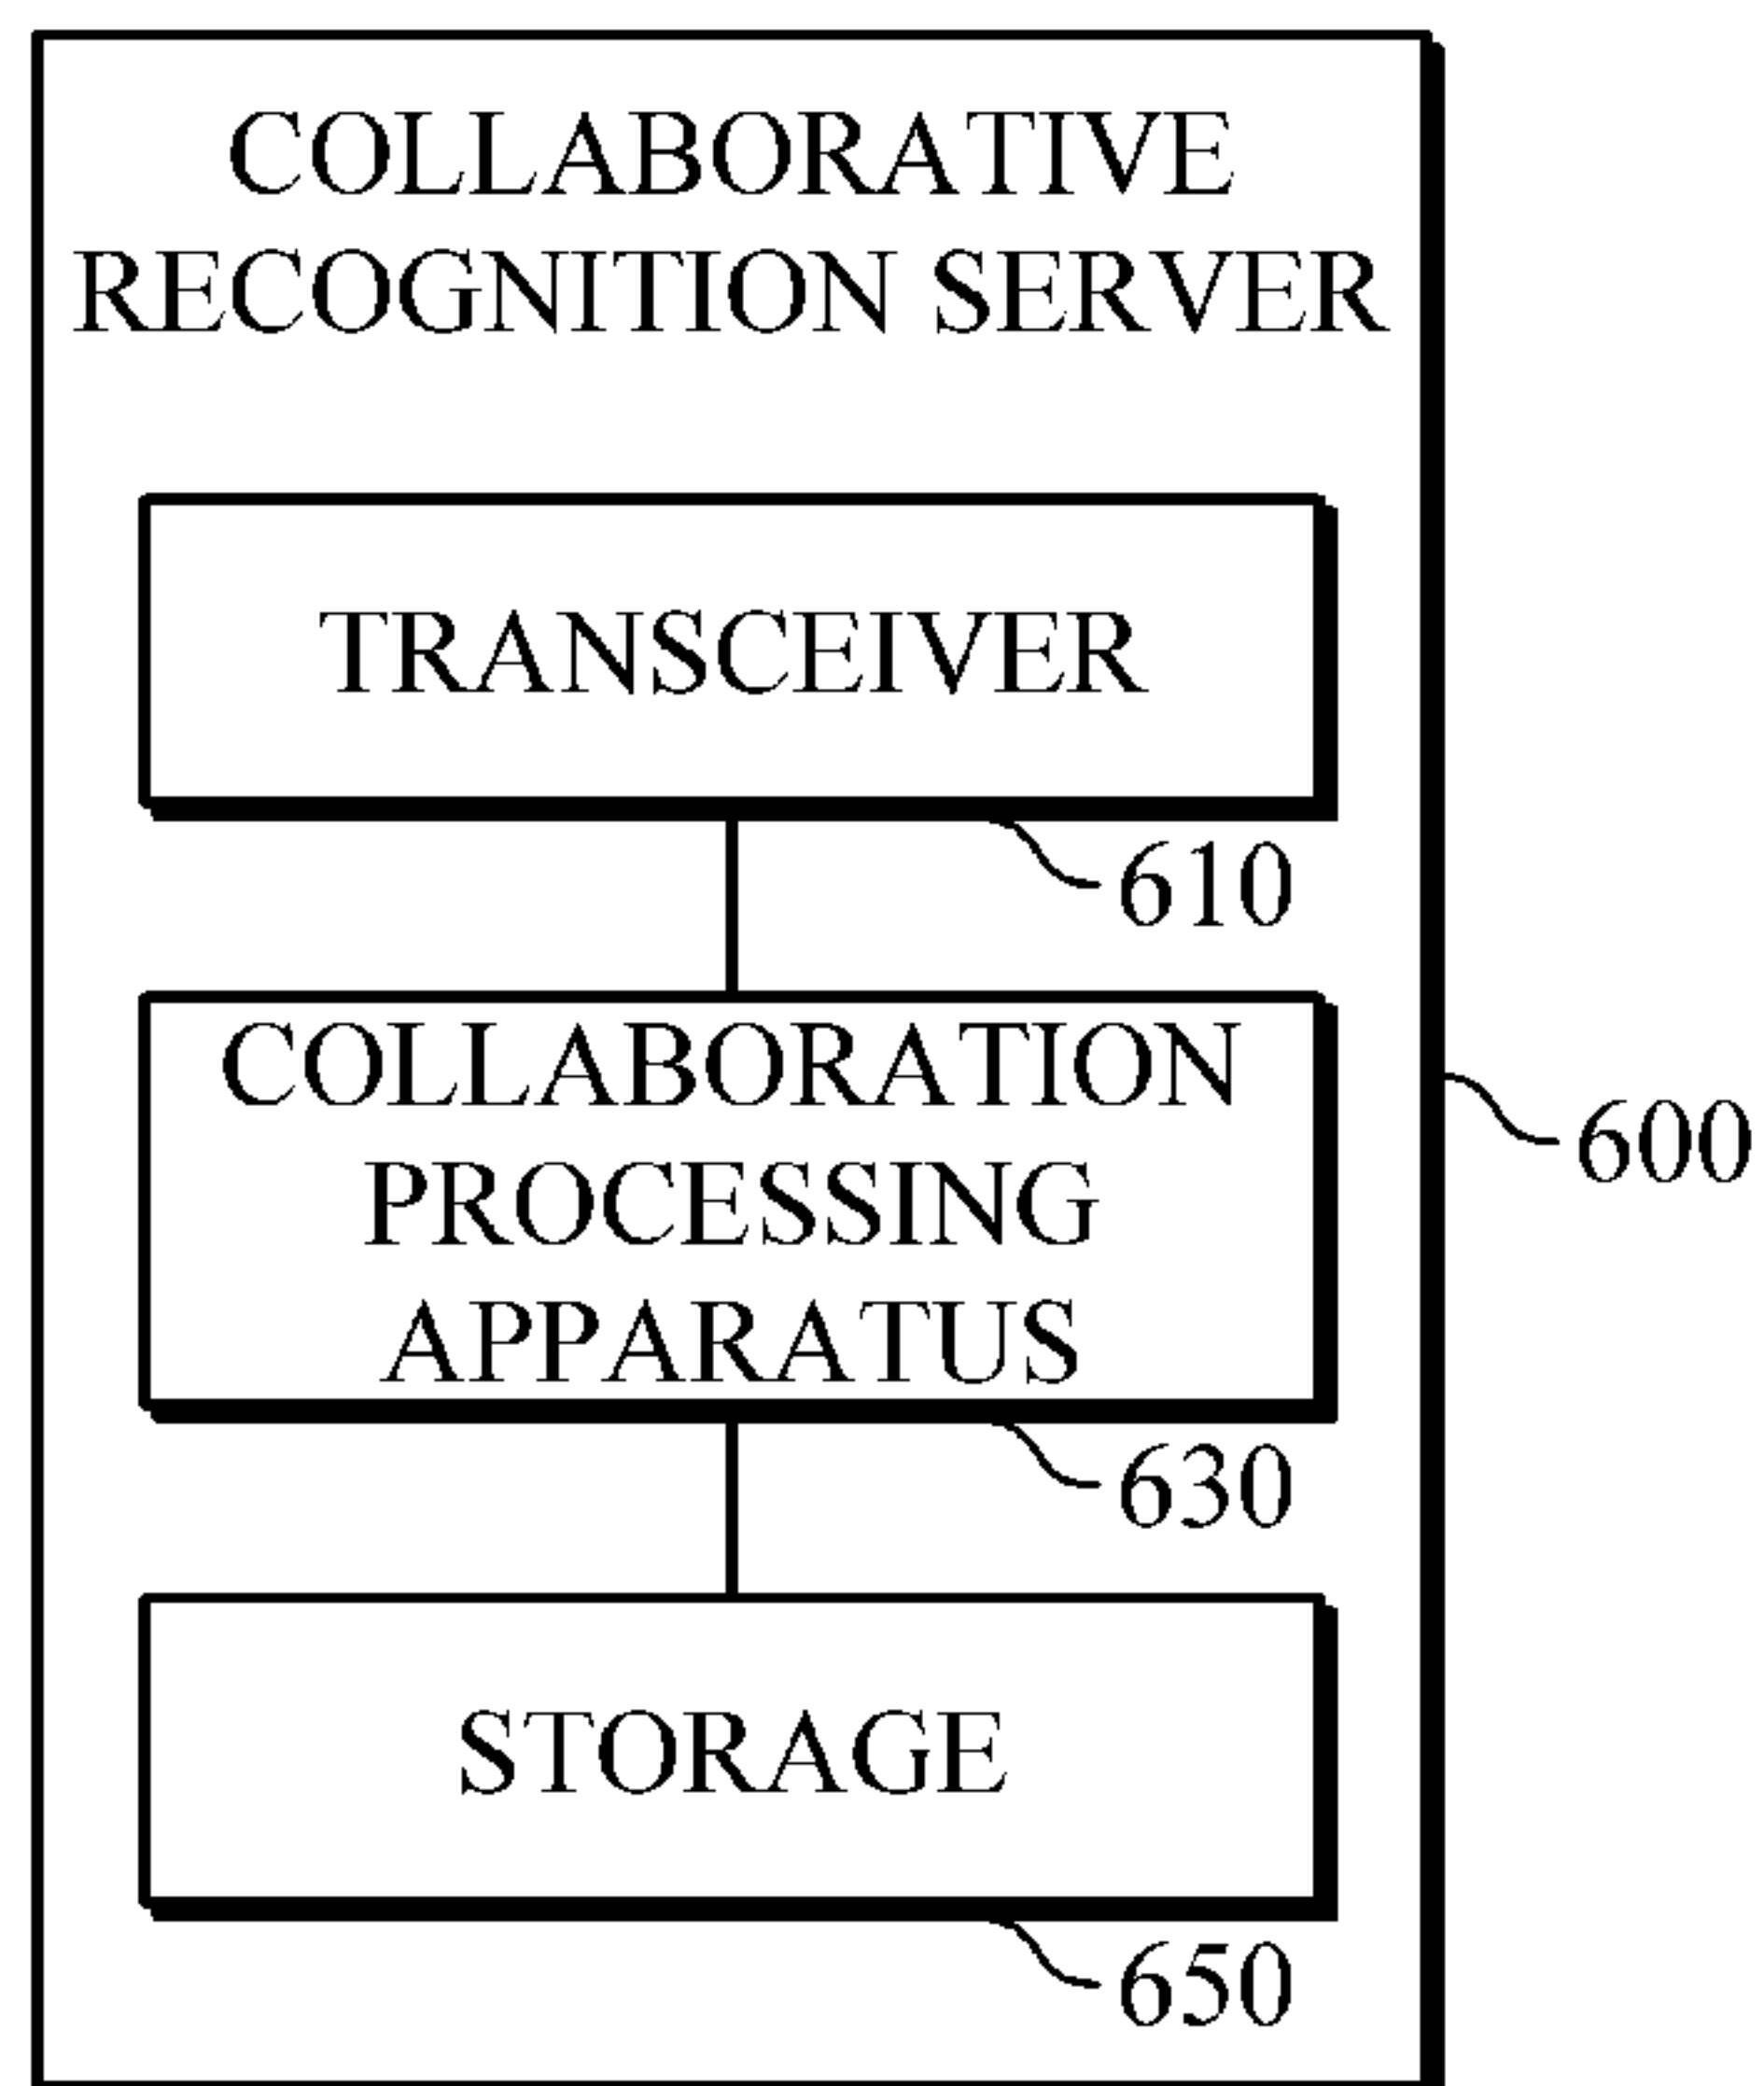 COLLABORATIVE
RECOGNITION SERVER
TRANSCEIVER
610
COLLABORATION
PROCESSING
APPARATUS
600
630
STORAGE
650